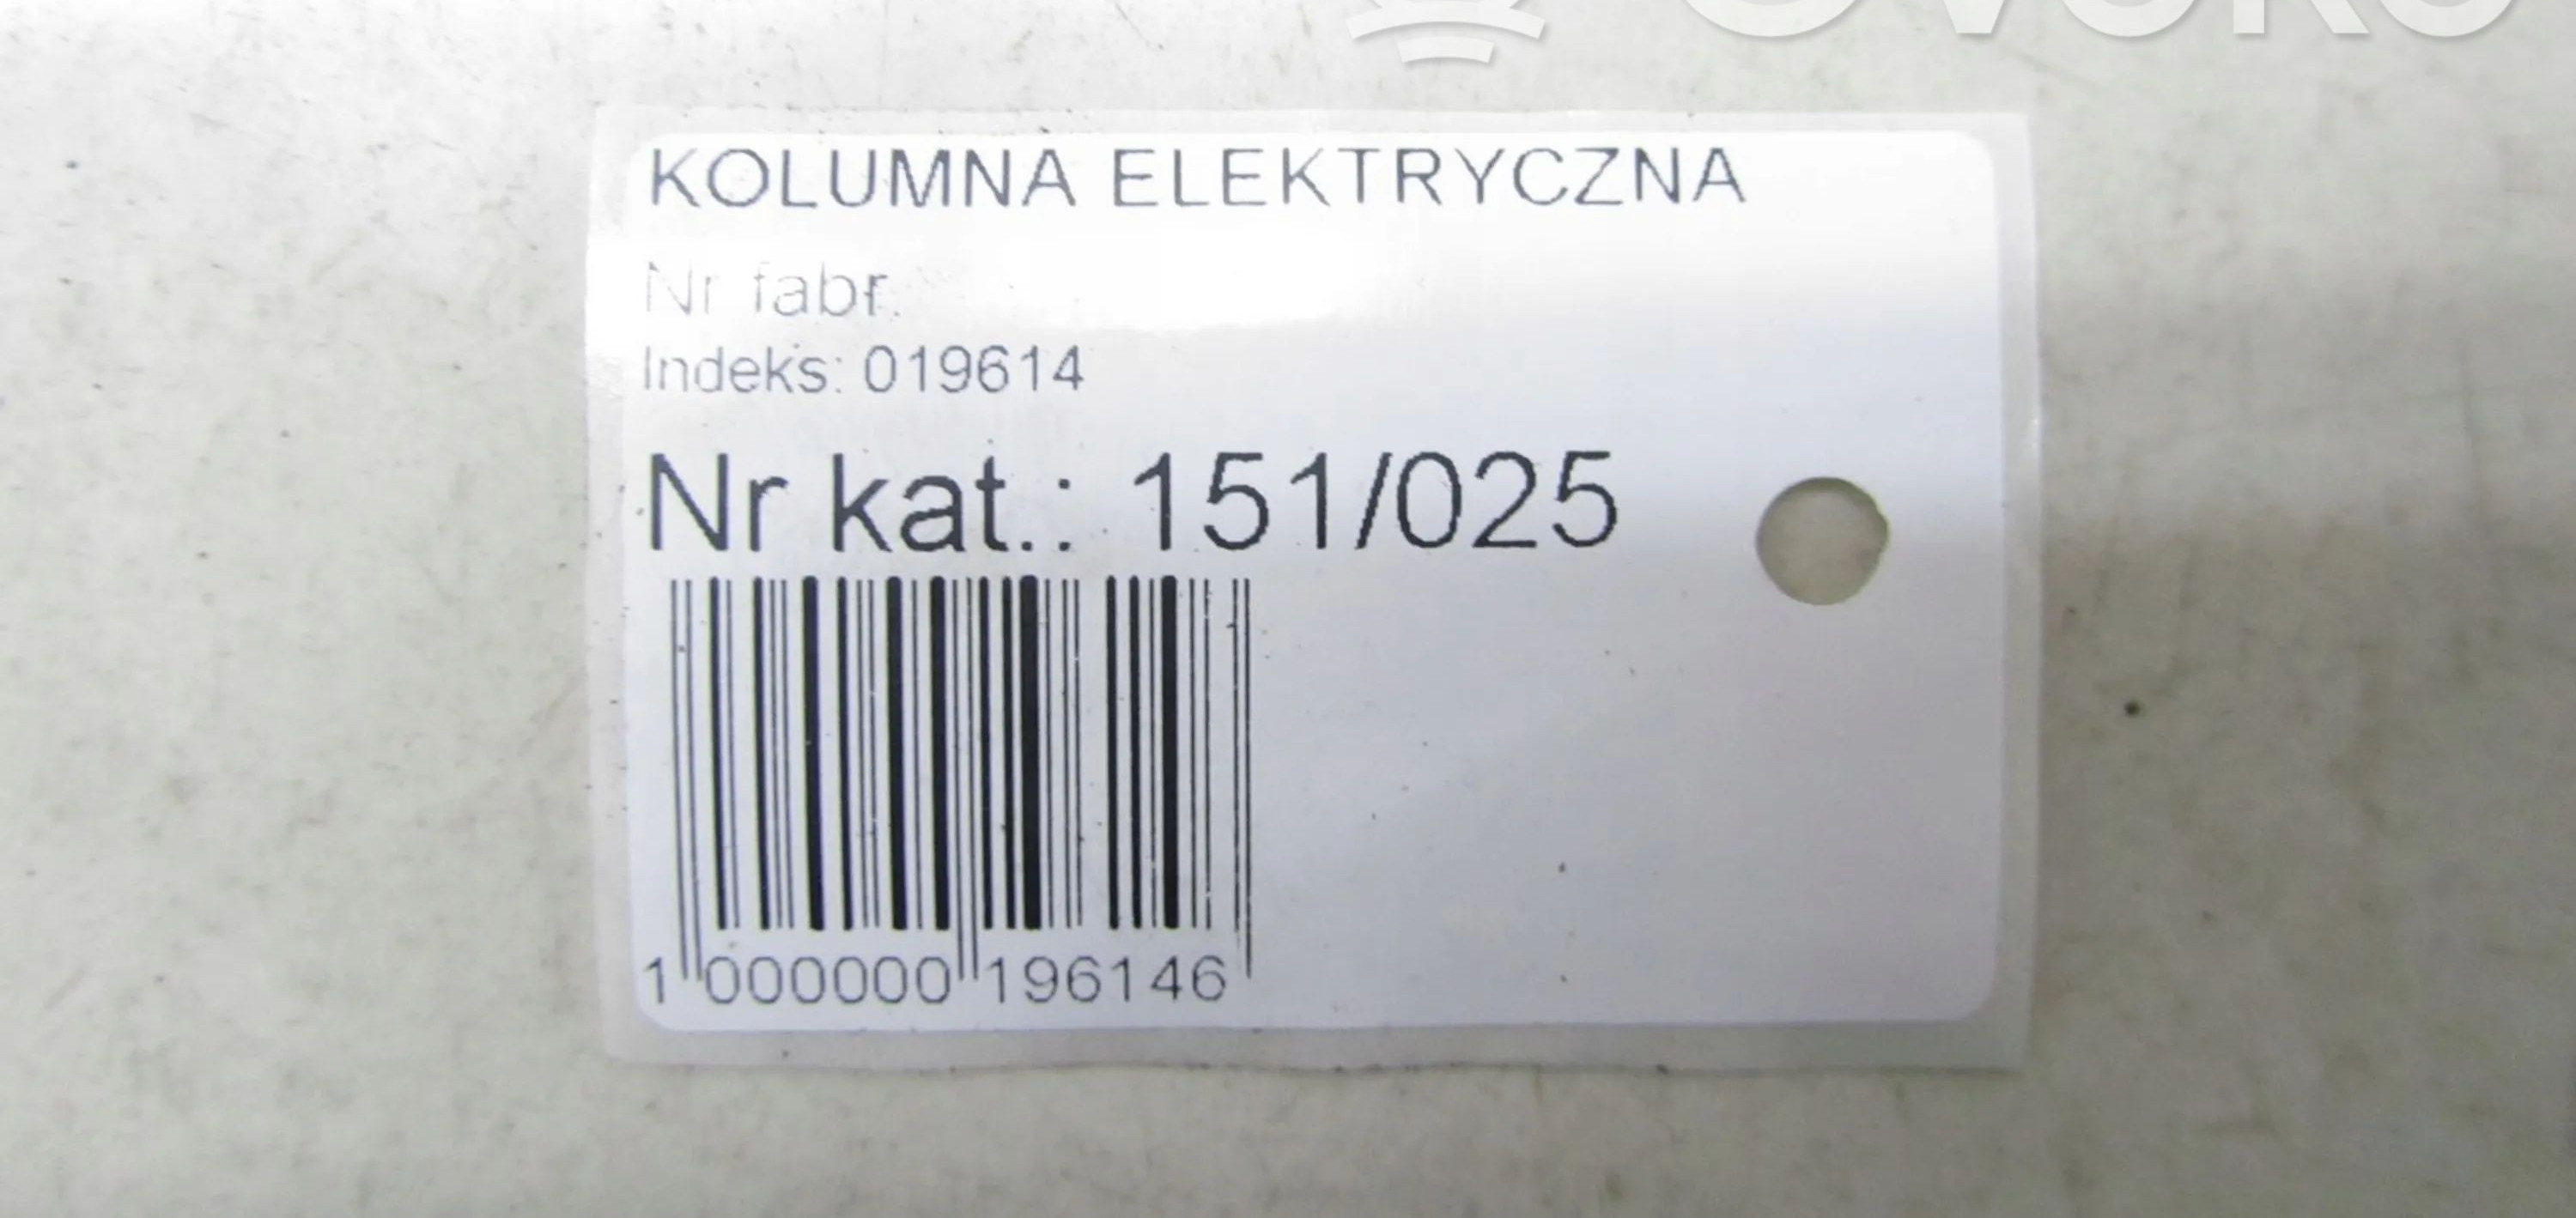 KOLUMNA ELEKTRYCZNA
Nr fabr.
Indeks: 019614
Nr kat.: 151/025
1 000000 196146